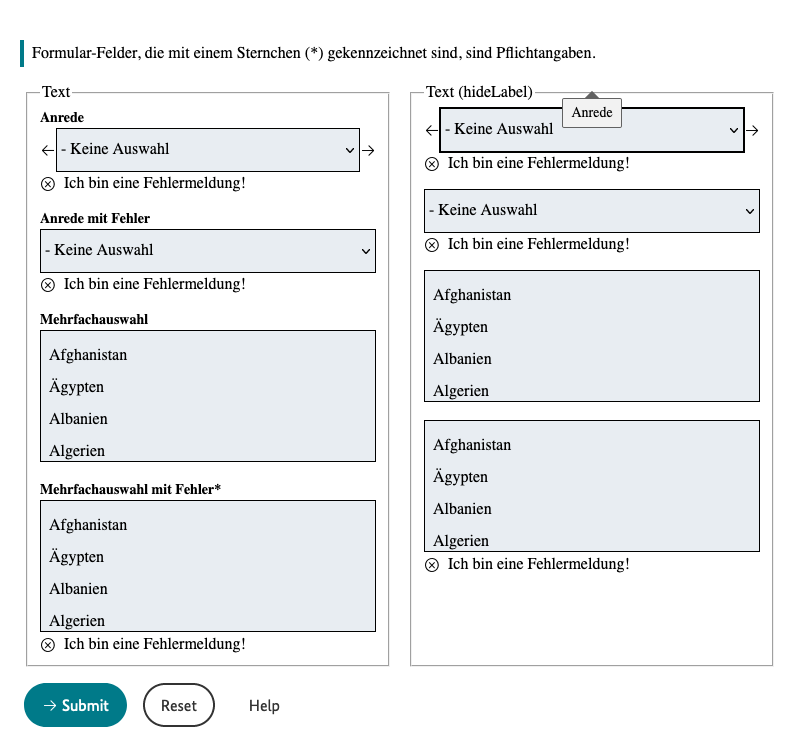 Formular-Felder, die mit einem Sternchen (*) gekennzeichnet sind, sind Pflichtangaben.
Text
Anrede
← - Keine Auswahl →
Ich bin eine Fehlermeldung!
Anrede mit Fehler
- Keine Auswahl
Ich bin eine Fehlermeldung!
Mehrfachauswahl
Afghanistan
Ägypten
Albanien
Algerien
Mehrfachauswahl mit Fehler*
Afghanistan
Ägypten
Albanien
Algerien
Ich bin eine Fehlermeldung!
Text (hideLabel)
Anrede
← - Keine Auswahl →
Ich bin eine Fehlermeldung!
- Keine Auswahl
Ich bin eine Fehlermeldung!
Afghanistan
Ägypten
Albanien
Algerien
Afghanistan
Ägypten
Albanien
Algerien
Ich bin eine Fehlermeldung!
→ Submit
Reset
Help